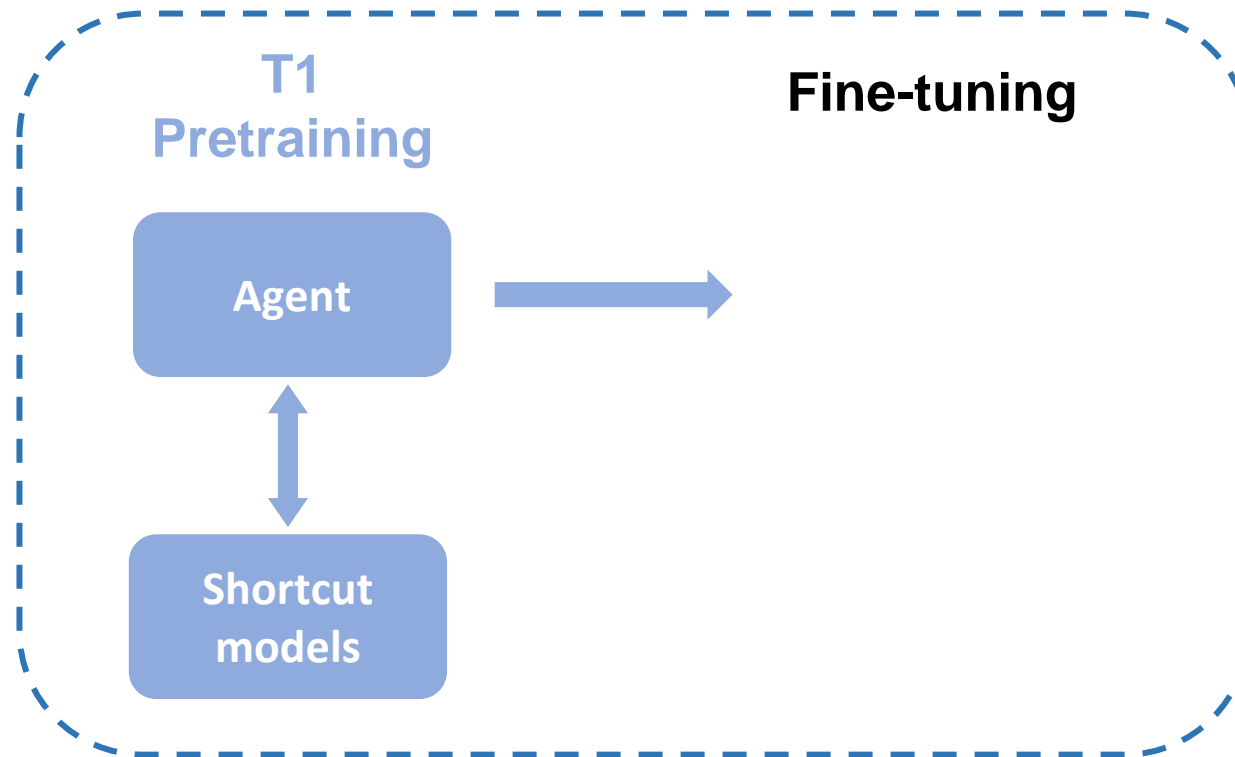 T1
Pretraining
Fine-tuning
Agent
Shortcut
models